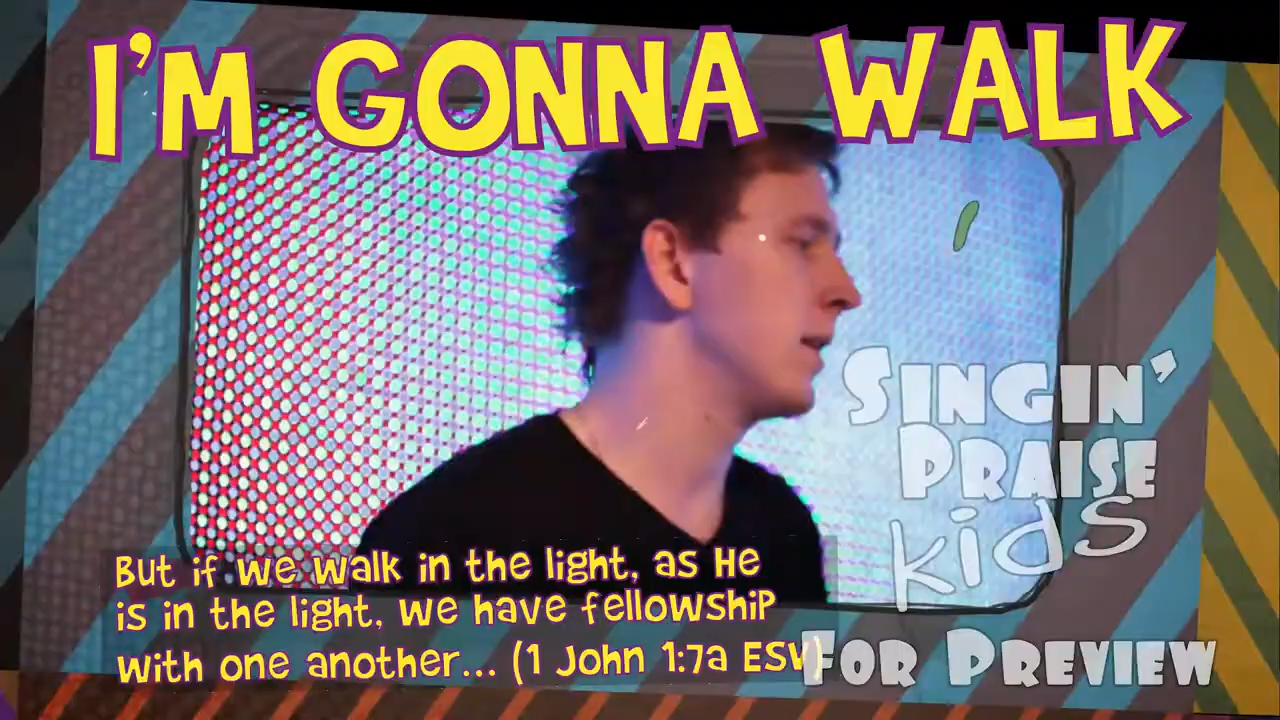 I'M GONNA WALK
SINGIN'
PRAISE
kids
But if we walk in the light, as He
is in the light, we have fellowship
with one another... (1 John 1:7a ESV)
FOR PREVIEW